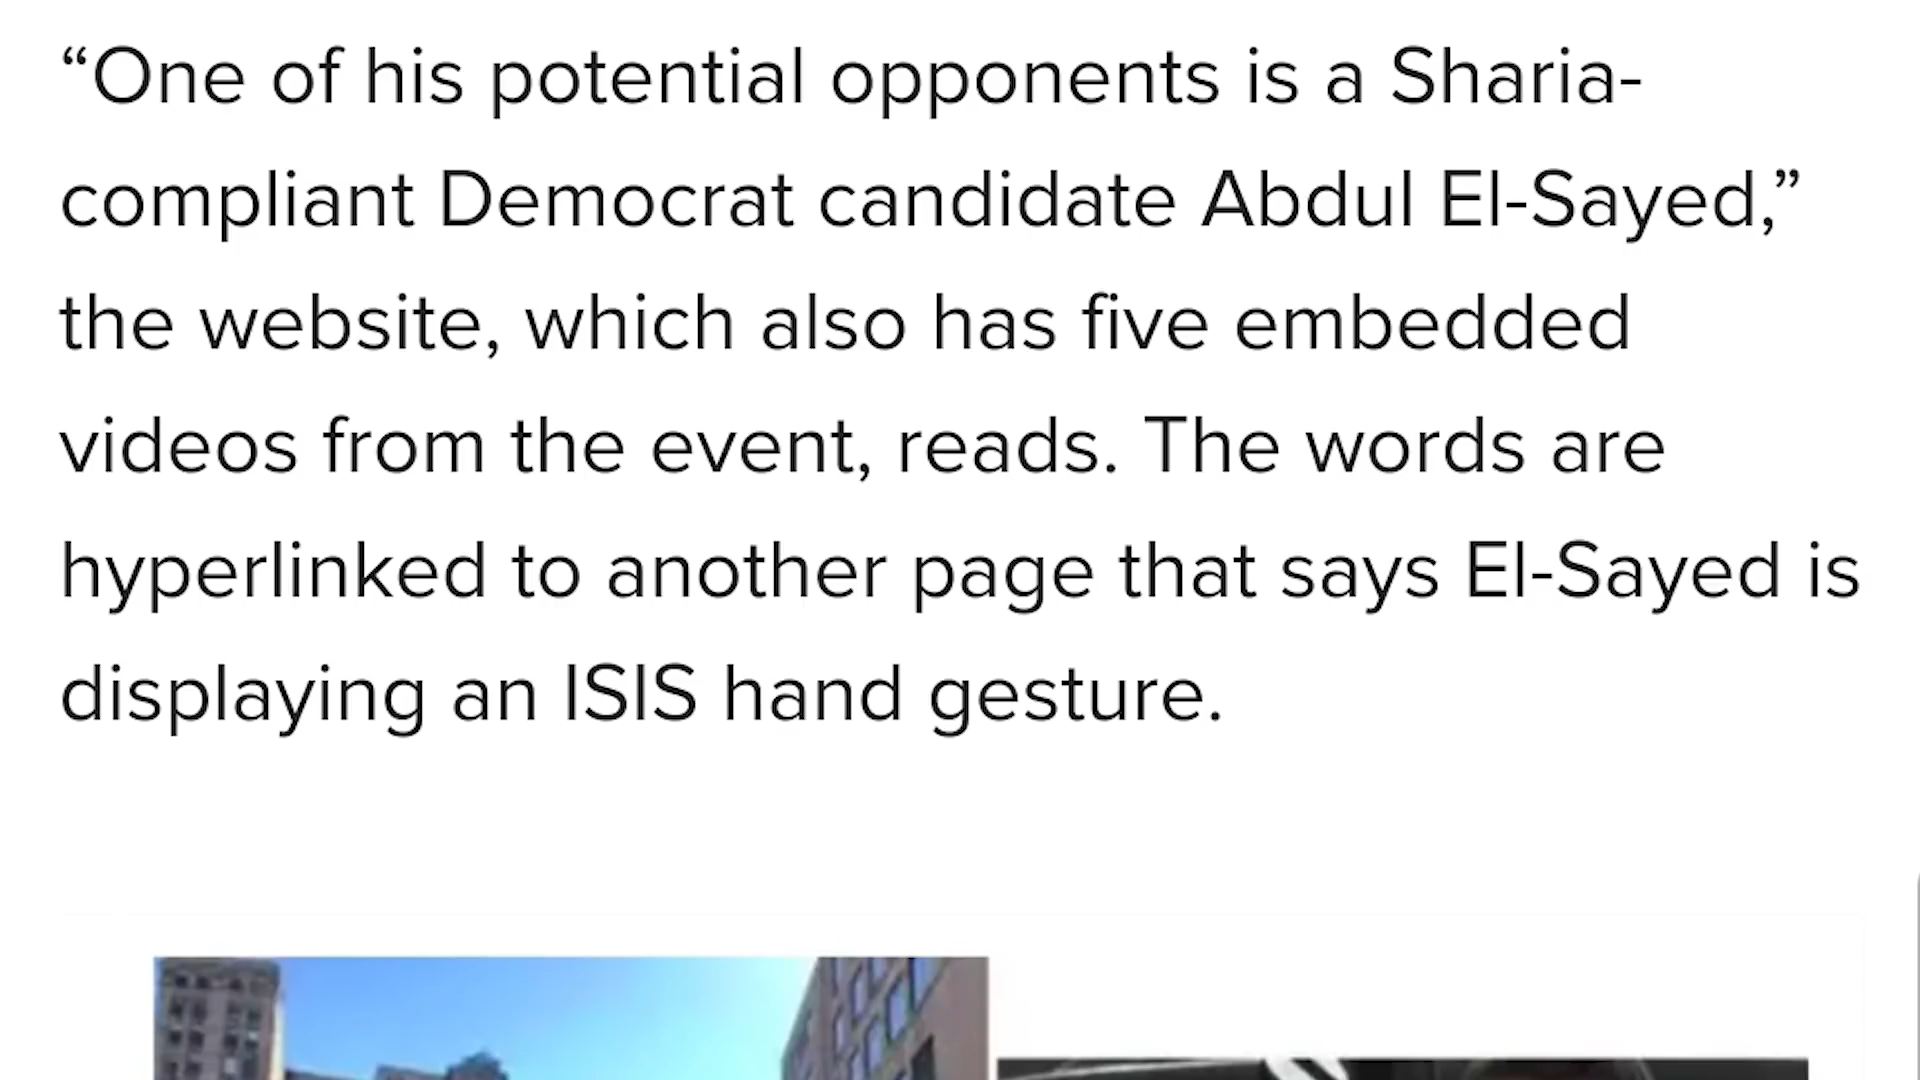 “One of his potential opponents is a Sharia-
compliant Democrat candidate Abdul El-Sayed,”
the website, which also has five embedded
videos from the event, reads. The words are
hyperlinked to another page that says El-Sayed is
displaying an ISIS hand gesture.